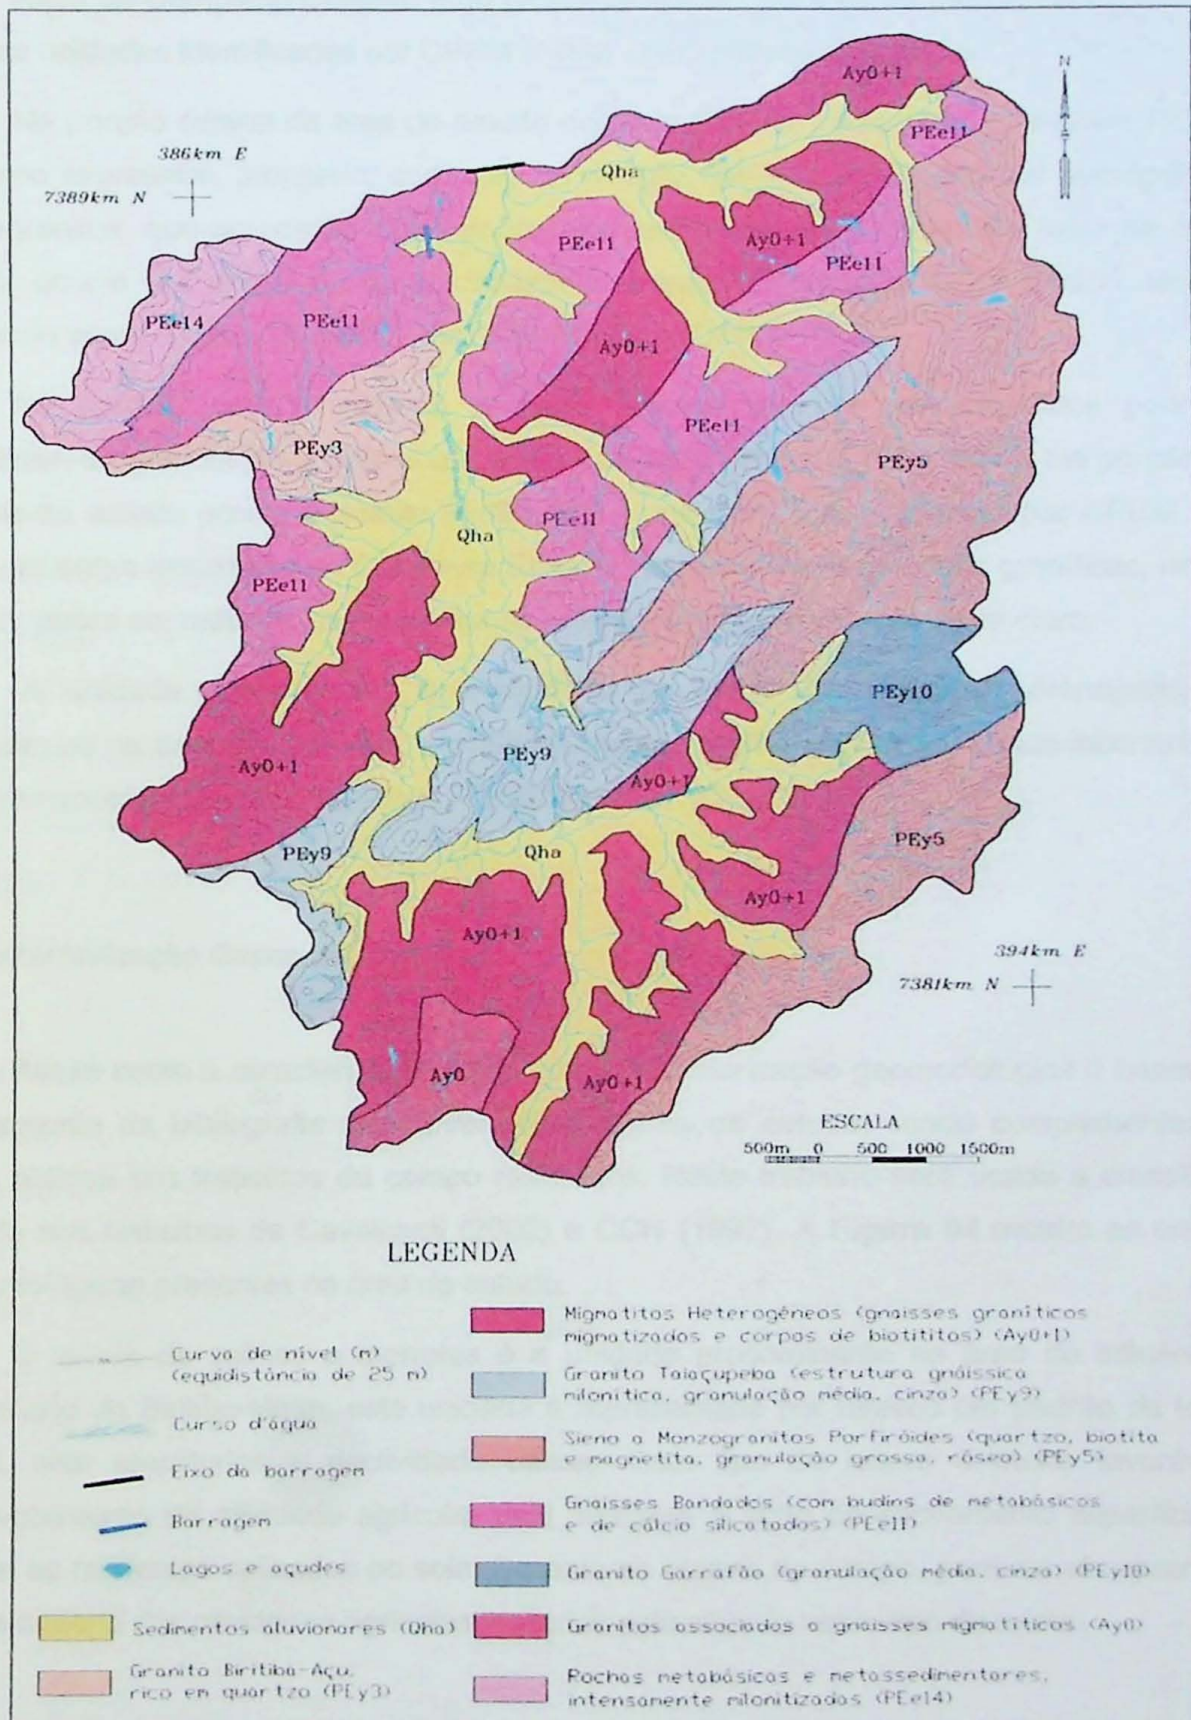 N
Ay0+1
PEe11
386km E
7389km N
Qha
PEe11
Ay0+1
PEe11
PEe14
PEe11
Ay0+1
PEe11
PEy3
PEy5
Qha
PEe11
PEe11
PEy10
PEy9
Ay0+1
Ay0+1
PEy9
Qha
PEy5
Ay0+1
Ay0+1
394km E
7381km N
Ay0
Ay0+1
ESCALA
500m 0 500 1000 1500m
LEGENDA
Curva de nível (m)
(equidistância de 25 m)
Curso d'água
Eixo da barragem
Barragem
Lagos e açudes
Sedimentos aluvionares (Qha)
Granito Biritiba-Açu,
rico em quartzo (PEy3)
Migmatitos Heterogêneos (gnaisses graníticos
migmatizados e corpos de biotititos) (Ay0+1)
Granito Taiaçupeba (estrutura gnáissica
milonítica, granulação média, cinza) (PEy9)
Sieno a Monzogranitos Porfiróides (quartzo, biotita
e magnetita, granulação grossa, róseo) (PEy5)
Gnaisses Bandados (com budins de metabásicas
e de cálcio silicatadas) (PEe11)
Granito Garrafão (granulação média, cinza) (PEy10)
Granitos associados a gnaisses migmatíticos (Ay0)
Rochas metabásicas e metassedimentares,
intensamente milonitizadas (PEe14)